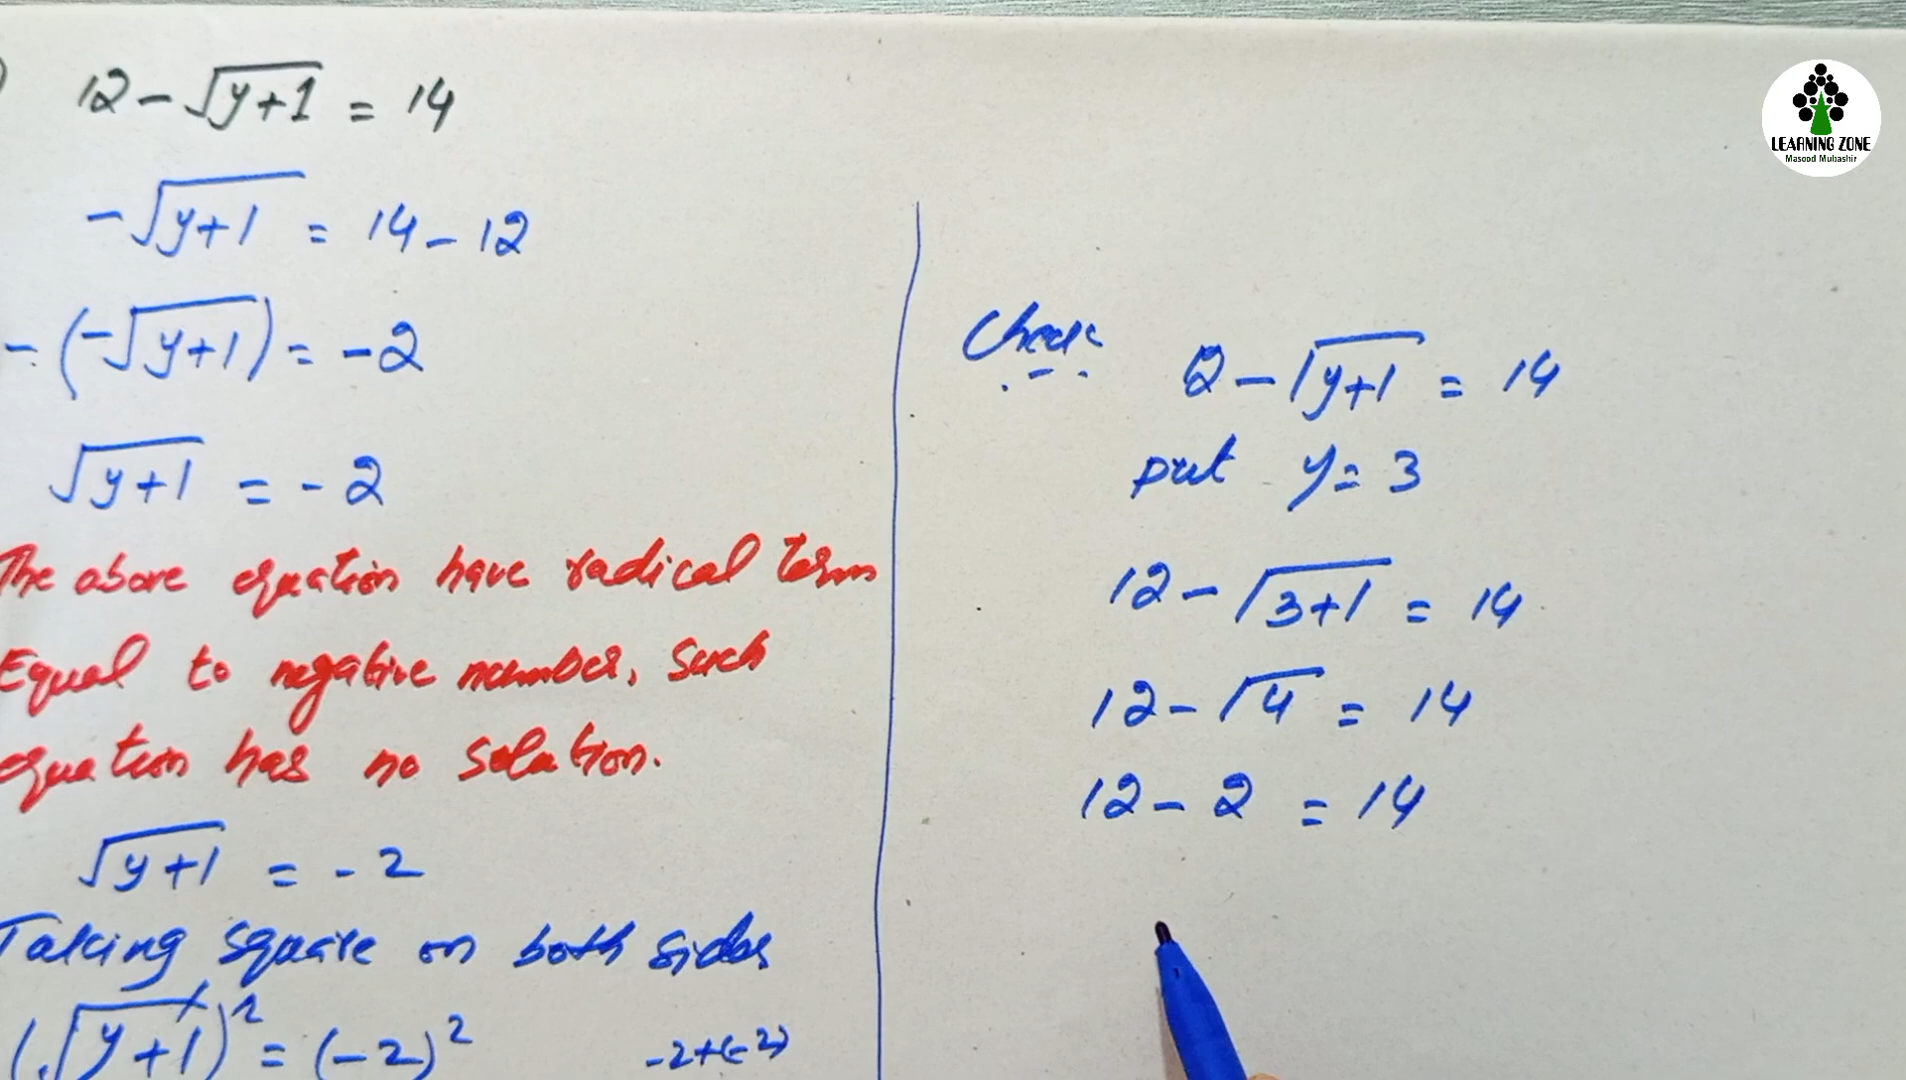 ) 12 - √y+1 = 14
-√y+1 = 14 - 12
-(-√y+1) = -2
√y+1 = -2
The above equation have radical term
Equal to negative number, such
equation has no solution.
√y+1 = -2
Taking square on both sides
(√y+1)² = (-2)²
-2+(-2)
Check:
12 - √y+1 = 14
put y = 3
12 - √3+1 = 14
12 - √4 = 14
12 - 2 = 14
LEARNING ZONE
Masood Mubashir